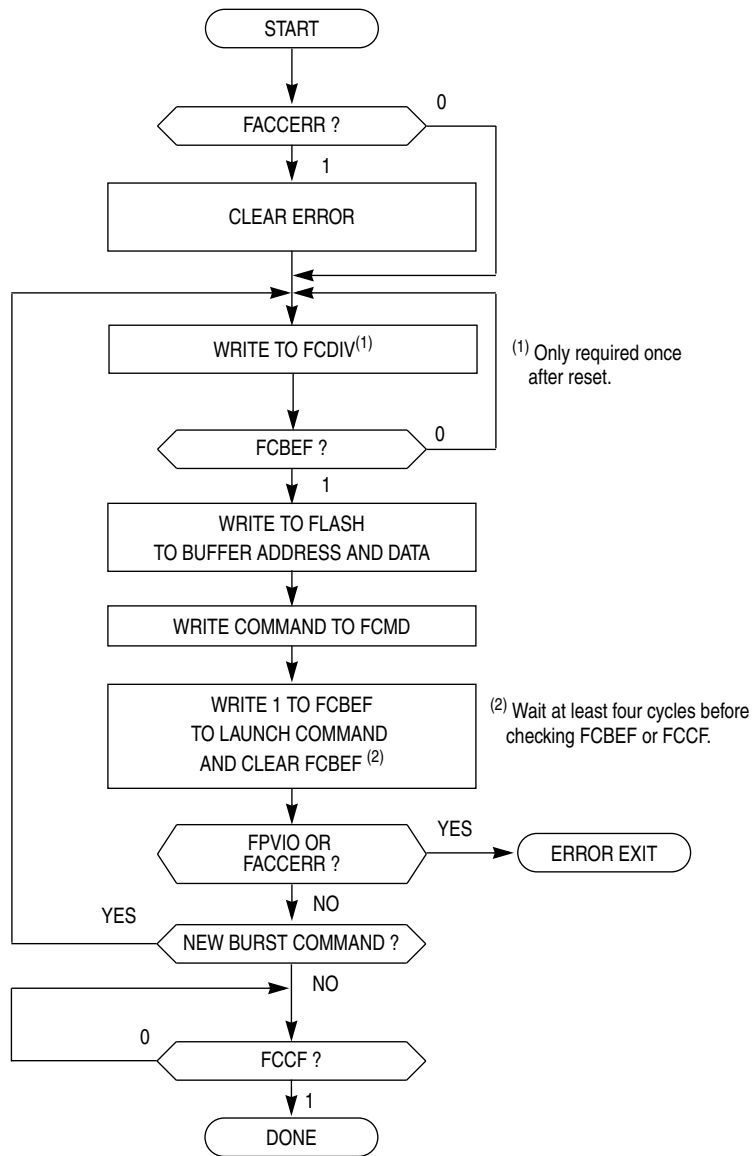 START
FACCERR ?
0
1
CLEAR ERROR
WRITE TO FCDIV(1)
(1) Only required once
after reset.
FCBEF ?
0
1
WRITE TO FLASH
TO BUFFER ADDRESS AND DATA
WRITE COMMAND TO FCMD
WRITE 1 TO FCBEF
TO LAUNCH COMMAND
AND CLEAR FCBEF (2)
(2) Wait at least four cycles before
checking FCBEF or FCCF.
FPVIO OR
FACCERR ?
YES
ERROR EXIT
NO
YES
NEW BURST COMMAND ?
NO
0
FCCF ?
1
DONE